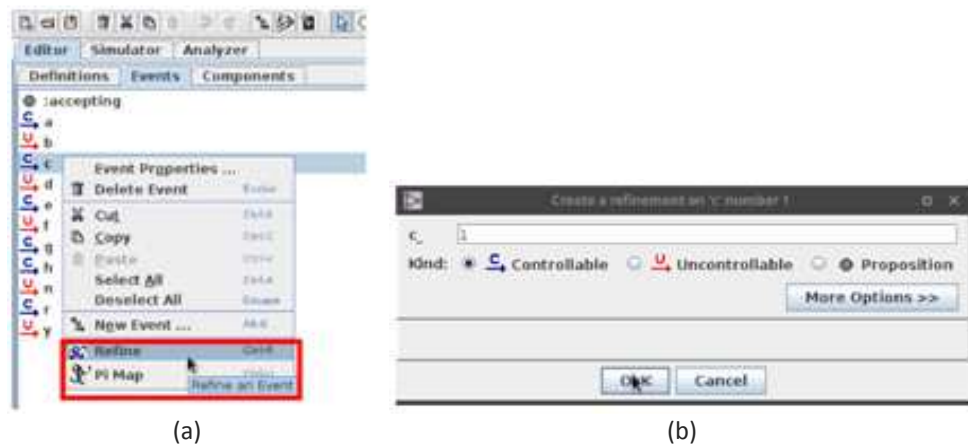 Editor Simulator Analyzer
Definitions Events Components
:accepting
a
b
c
d
e
f
g
h
n
r
y
Event Properties ...
Delete Event
Cut
Copy
Paste
Select All
Deselect All
New Event ...
Refine
Pi Map
Refine an Event
(a)
Create a refinement on 'c' number 1
c_ 1
Kind: C Controllable U Uncontrollable Proposition
More Options >>
OK Cancel
(b)